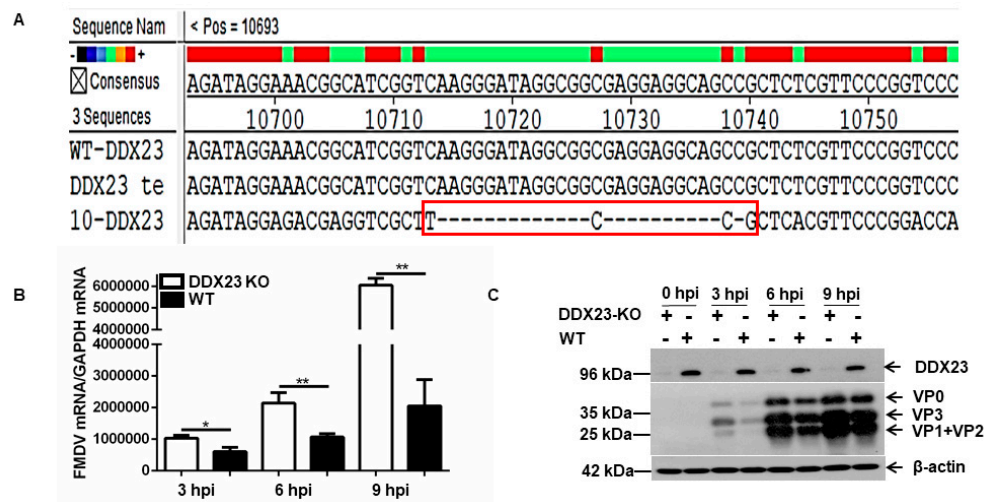 A
Sequence Nam < Pos = 10693
- +
Consensus AGATAGGAAACGGCATCGGTCAAGGGATAGGCGGCGAGGAGGCAGCCGCTCTCGTTCCCGGTCCC
3 Sequences 10700 10710 10720 10730 10740 10750
WT-DDX23 AGATAGGAAACGGCATCGGTCAAGGGATAGGCGGCGAGGAGGCAGCCGCTCTCGTTCCCGGTCCC
DDX23 te AGATAGGAAACGGCATCGGTCAAGGGATAGGCGGCGAGGAGGCAGCCGCTCTCGTTCCCGGTCCC
10-DDX23 AGATAGGAGACGAGGTCGCTT-------------C----------C-GCTCACGTTCCCGGACCA
B
FMDV mRNA/GAPDH mRNA
6000000
5000000
4000000
4000000
3000000
2000000
1000000
0
DDX23 KO
WT
*
**
**
3 hpi 6 hpi 9 hpi
C
0 hpi 3 hpi 6 hpi 9 hpi
DDX23-KO + - + - + - + -
WT - + - + - + - +
96 kDa DDX23
VP0
35 kDa VP3
25 kDa VP1+VP2
42 kDa β-actin